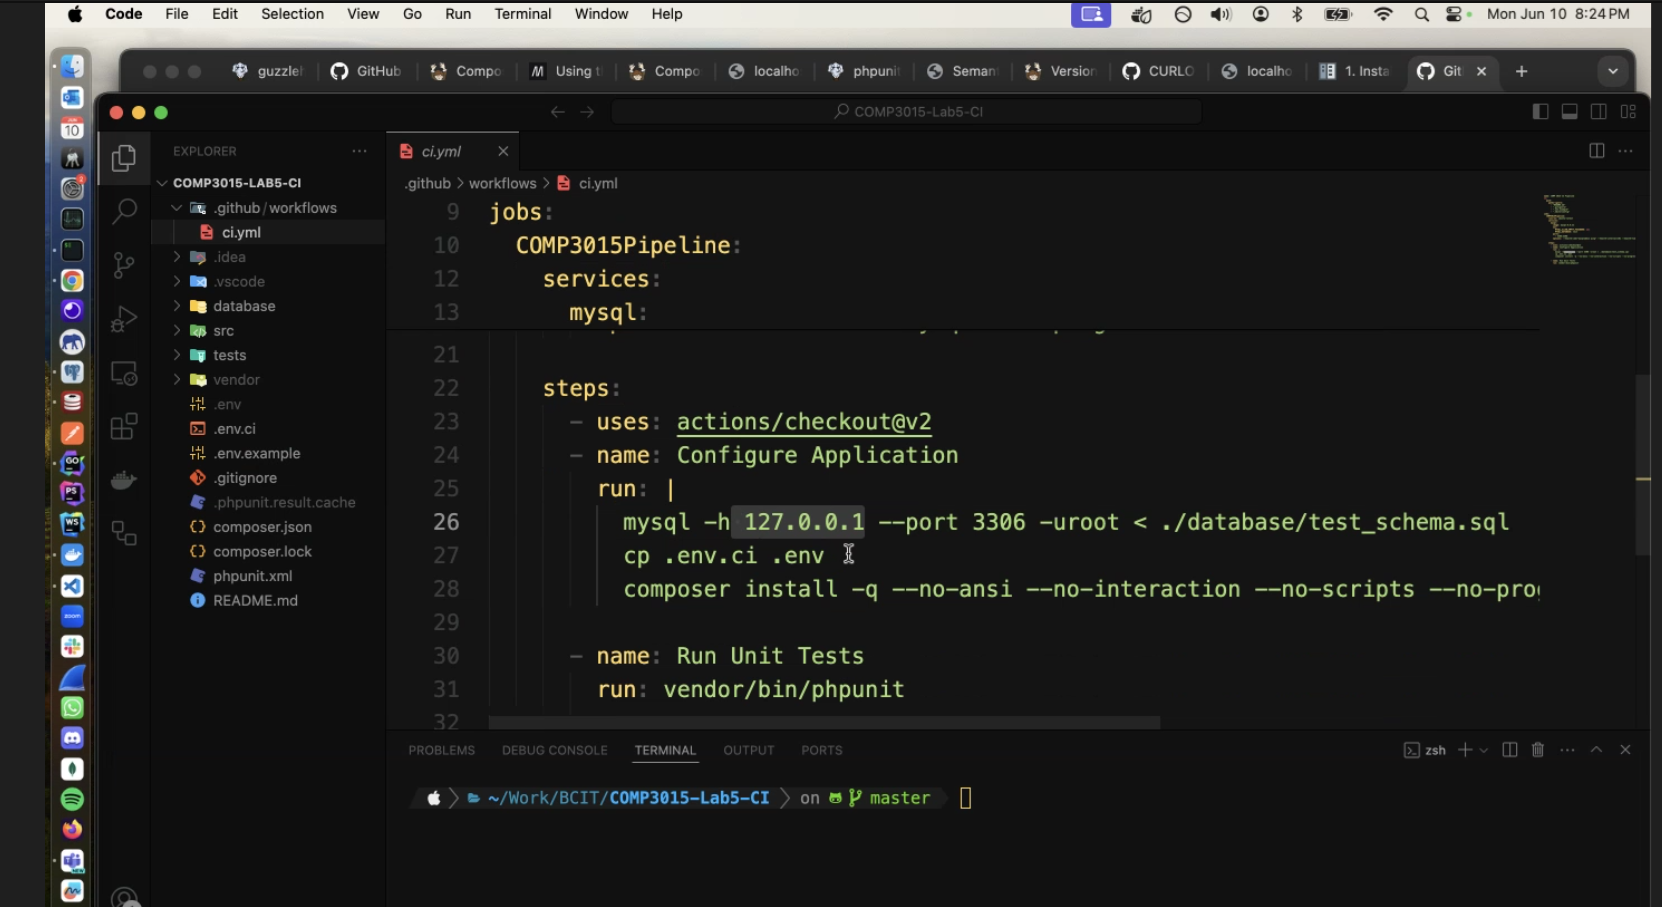 Code File Edit Selection View Go Run Terminal Window Help Mon Jun 10 8:24 PM
guzzle GitHub Compo Using t Compo localho phpunit Seman Version CURLO localho 1. Insta Git
COMP3015-Lab5-CI
EXPLORER
COMP3015-LAB5-CI
.github/workflows
ci.yml
.idea
.vscode
database
src
tests
vendor
.env
.env.ci
.env.example
.gitignore
.phpunit.result.cache
composer.json
composer.lock
phpunit.xml
README.md
ci.yml
.github > workflows > ci.yml
9 jobs:
10 COMP3015Pipeline:
12 services:
13 mysql:
21
22 steps:
23 - uses: actions/checkout@v2
24 - name: Configure Application
25 run: |
26 mysql -h 127.0.0.1 --port 3306 -uroot < ./database/test_schema.sql
27 cp .env.ci .env
28 composer install -q --no-ansi --no-interaction --no-scripts --no-prog
29
30 - name: Run Unit Tests
31 run: vendor/bin/phpunit
32
PROBLEMS DEBUG CONSOLE TERMINAL OUTPUT PORTS zsh
~/Work/BCIT/COMP3015-Lab5-CI on master